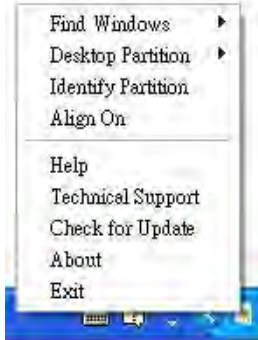 Find Windows
Desktop Partition
Identify Partition
Align On
Help
Technical Support
Check for Update
About
Exit